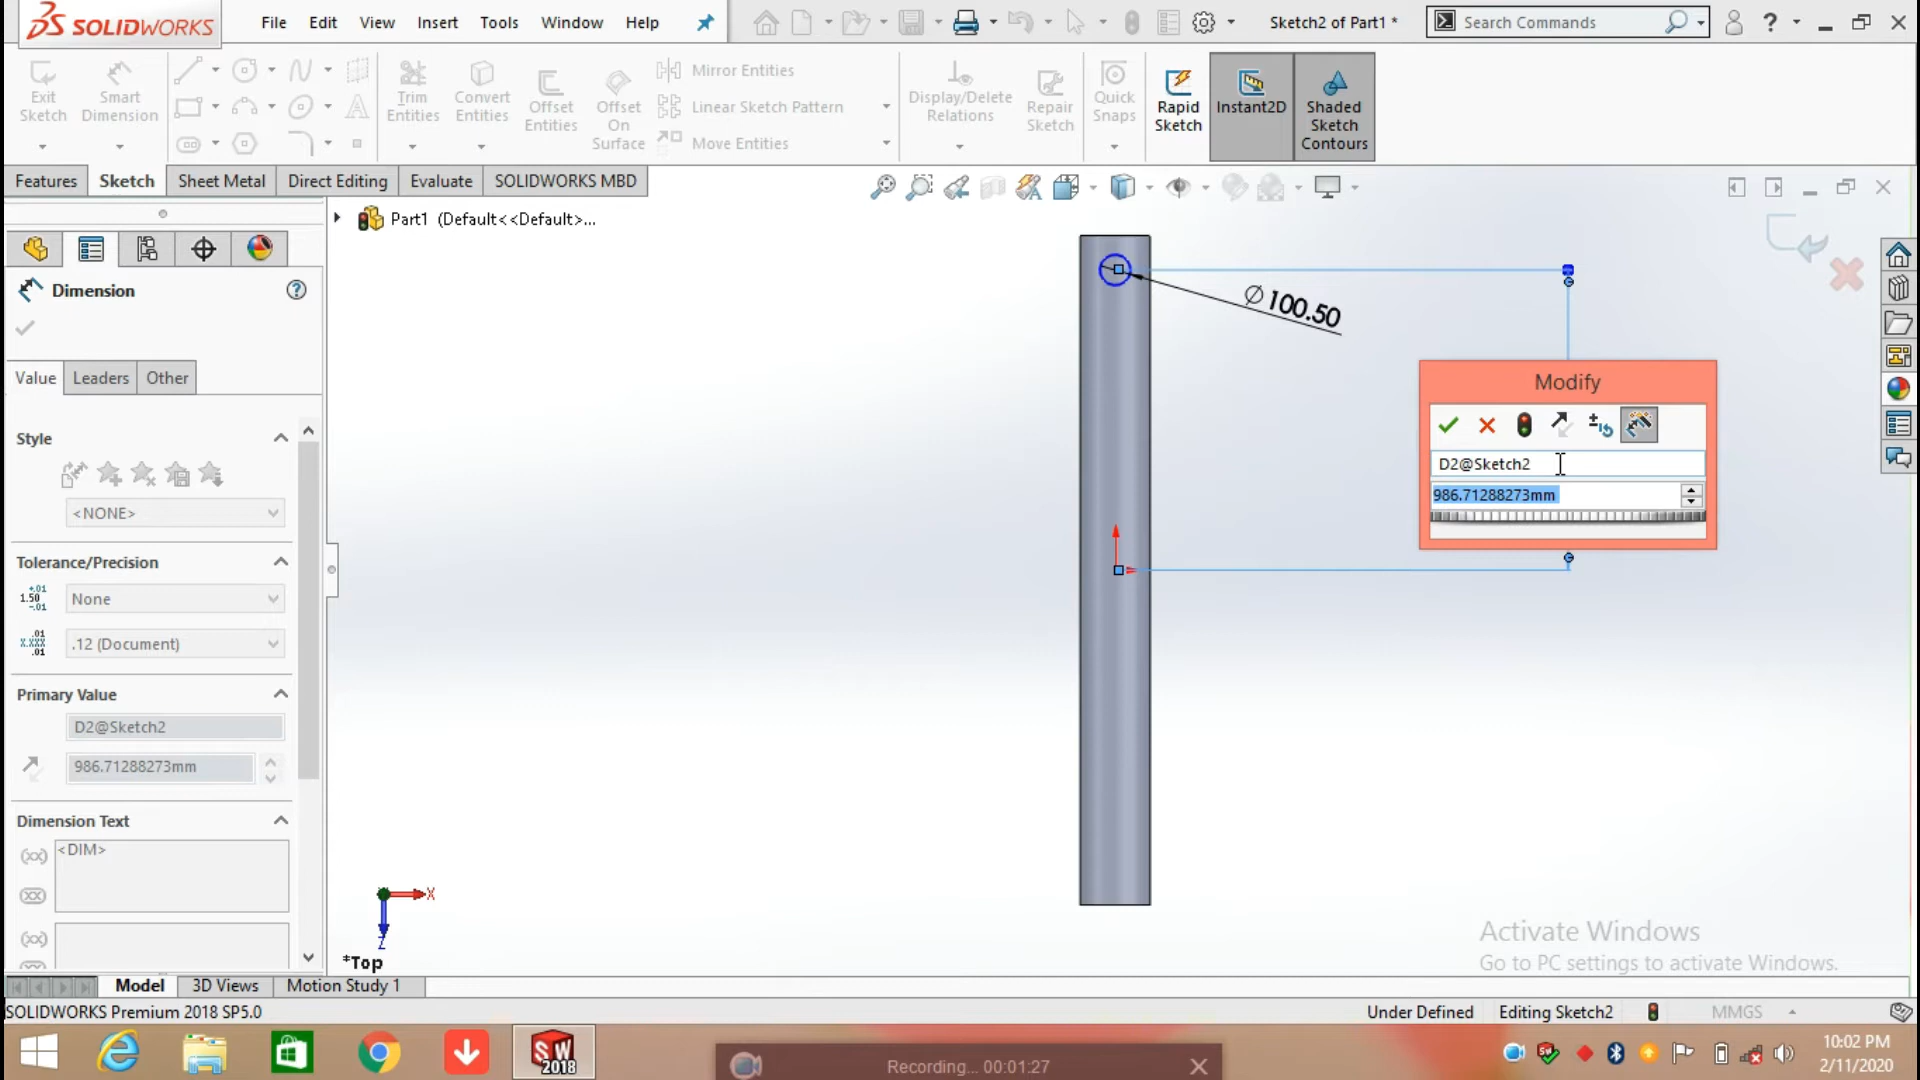 SOLIDWORKS
File Edit View Insert Tools Window Help
Sketch2 of Part1 *
Search Commands
Exit Sketch
Smart Dimension
Trim Entities
Convert Entities
Offset Entities
Offset On Surface
Mirror Entities
Linear Sketch Pattern
Move Entities
Display/Delete Relations
Repair Sketch
Quick Snaps
Rapid Sketch
Instant2D
Shaded Sketch Contours
Features Sketch Sheet Metal Direct Editing Evaluate SOLIDWORKS MBD
Part1 (Default<<Default>...
Dimension
Value Leaders Other
Style
<NONE>
Tolerance/Precision
None
.12 (Document)
Primary Value
D2@Sketch2
986.71288273mm
Dimension Text
<DIM>
∅100.50
Modify
D2@Sketch2
986.71288273mm
X
Z
*Top
Activate Windows
Go to PC settings to activate Windows.
Model 3D Views Motion Study 1
SOLIDWORKS Premium 2018 SP5.0
Under Defined Editing Sketch2 MMGS
SW 2018
Recording... 00:01:27
10:02 PM
2/11/2020